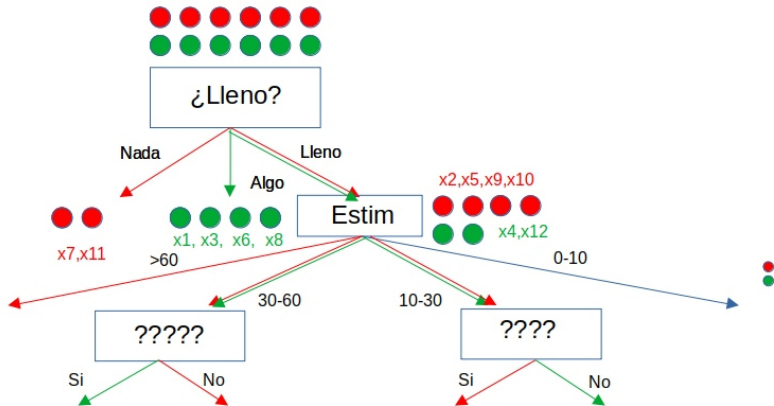 ¿Lleno?
Nada
Algo
Lleno
x7,x11
x1, x3, x6, x8
Estim
x2,x5,x9,x10
x4,x12
>60
30-60
10-30
0-10
?????
????
Si
No
Si
No